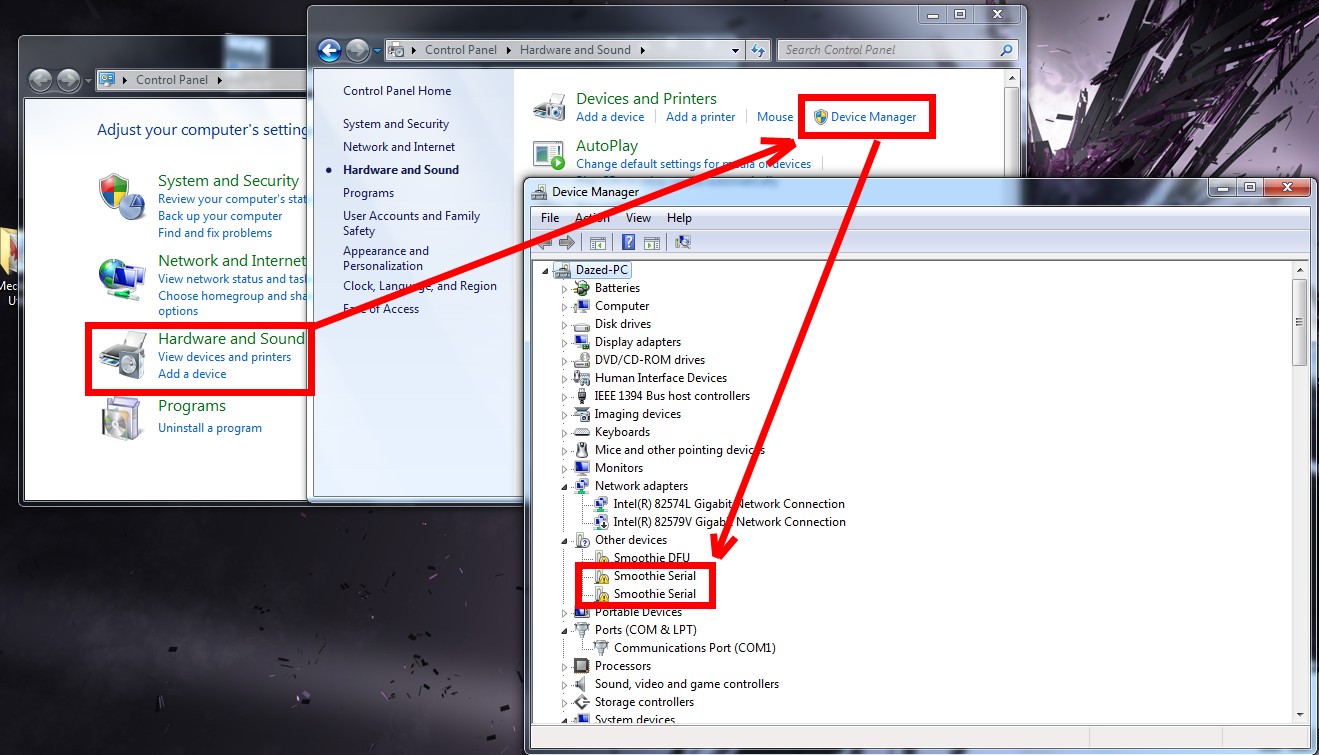 Control Panel
Adjust your computer's setting
System and Security
Review your computer's stat
Back up your computer
Find and fix problems
Network and Internet
View network status and task
Choose homegroup and sha
options
Hardware and Sound
View devices and printers
Add a device
Programs
Uninstall a program
Control Panel Hardware and Sound
Search Control Panel
Control Panel Home
System and Security
Network and Internet
Hardware and Sound
Programs
User Accounts and Family
Safety
Appearance and
Personalization
Clock, Language, and Region
Ease of Access
Devices and Printers
Add a device Add a printer Mouse Device Manager
AutoPlay
Change default settings for media or devices
Device Manager
File Action View Help
Dazed-PC
Batteries
Computer
Disk drives
Display adapters
DVD/CD-ROM drives
Human Interface Devices
IEEE 1394 Bus host controllers
Imaging devices
Keyboards
Mice and other pointing devices
Monitors
Network adapters
Intel(R) 82574L Gigabit Network Connection
Intel(R) 82579V Gigabit Network Connection
Other devices
Smoothie DFU
Smoothie Serial
Smoothie Serial
Portable Devices
Ports (COM & LPT)
Communications Port (COM1)
Processors
Sound, video and game controllers
Storage controllers
System devices